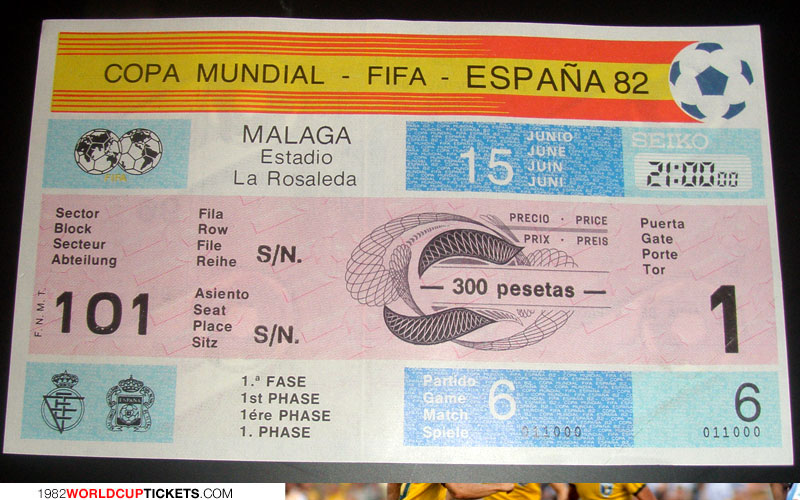 COPA MUNDIAL - FIFA - ESPAÑA 82
MALAGA
Estadio
La Rosaleda
FIFA
15
JUNIO
JUNE
JUIN
JUNI
SEIKO
21:00 00
Sector
Block
Secteur
Abteilung
Fila
Row
File
Reihe
S/N.
PRECIO · PRICE
PRIX · PREIS
Puerta
Gate
Porte
Tor
F. N. M. T.
101
Asiento
Seat
Place
Sitz
S/N.
— 300 pesetas —
1
ESPAÑA
1.ª FASE
1st PHASE
1ére PHASE
1. PHASE
Partido
Game
Match
Spiele
6
011000
6
011000
1982WORLDCUPTICKETS.COM